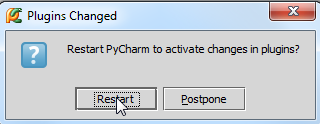 Plugins Changed
Restart PyCharm to activate changes in plugins?
Restart
Postpone